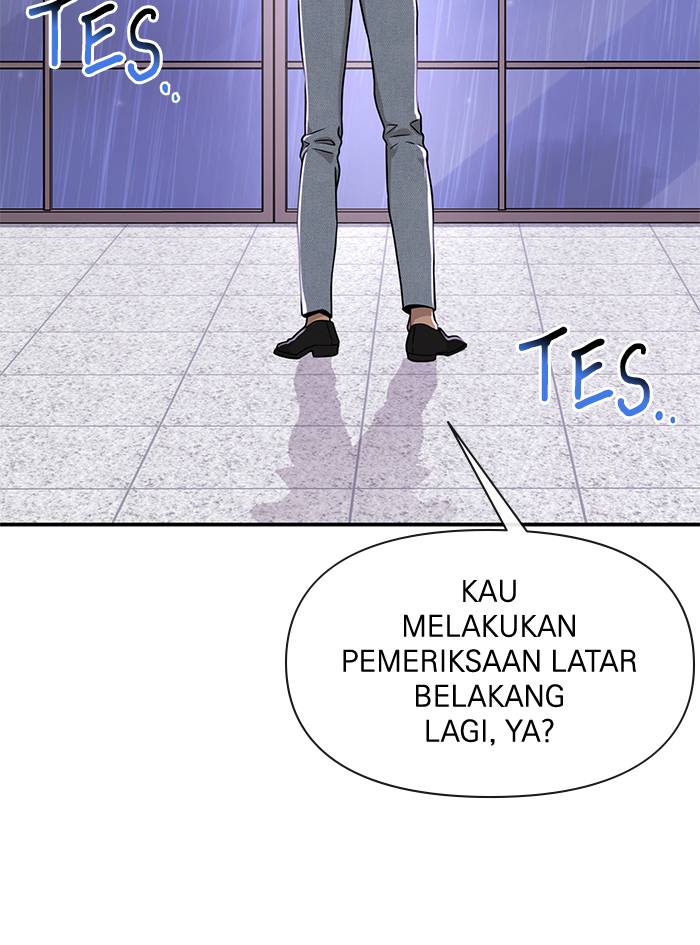 TES..
TES..
KAU
MELAKUKAN
PEMERIKSAAN LATAR
BELAKANG
LAGI, YA?